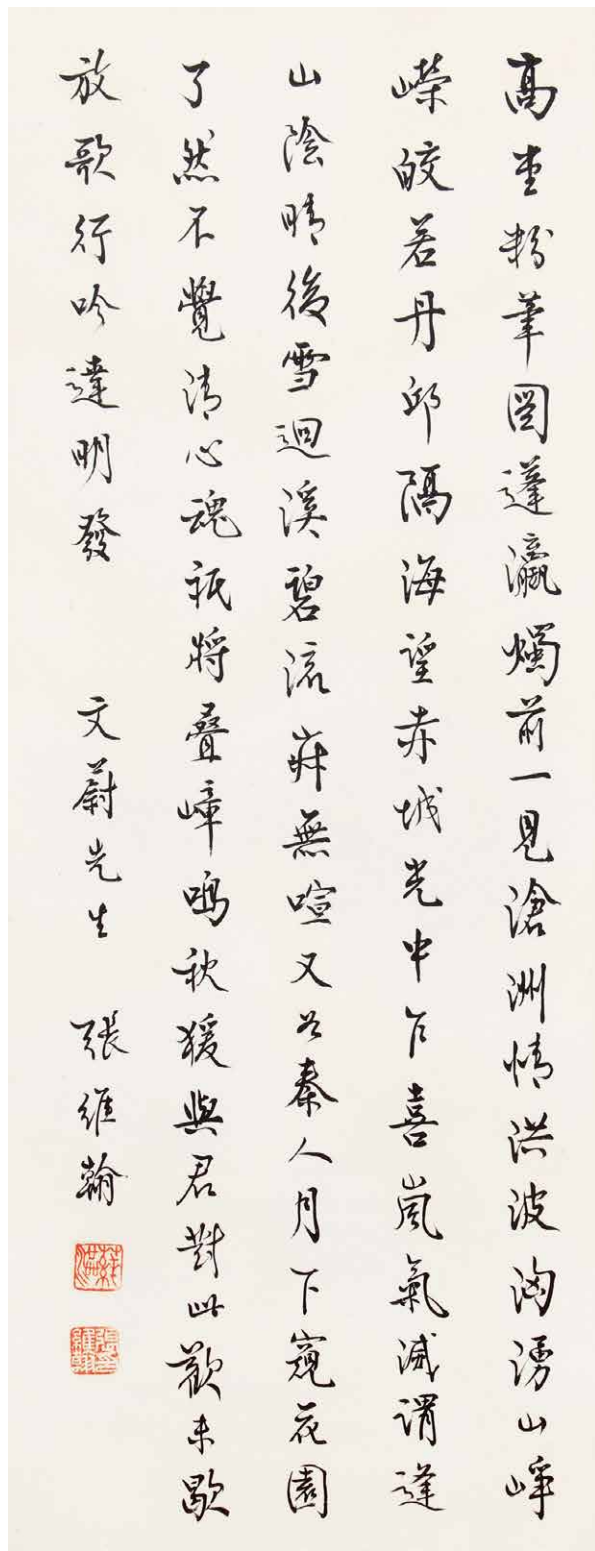 高堂粉筆圖蓬瀛燭前一見滄洲情洪波洶湧山崢
嶸皎若丹邱隔海望赤城光中乍喜嵐氣滅謂逢
山陰晴後雪迴溪碧流寂無喧又如秦人月下窺花園
了然不覺清心魂祇將疊嶂鳴秋猨與君對此歡未歇
放歌行吟達明發 文蔚先生 張維翰